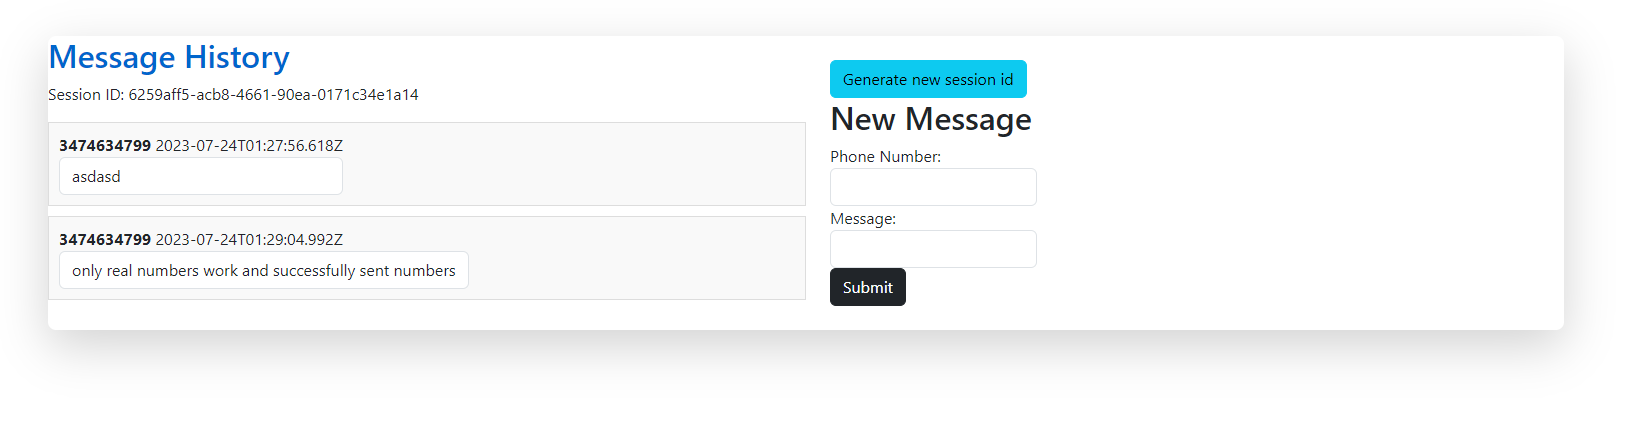 Message History
Session ID: 6259aff5-acb8-4661-90ea-0171c34e1a14
3474634799 2023-07-24T01:27:56.618Z
asdasd
3474634799 2023-07-24T01:29:04.992Z
only real numbers work and successfully sent numbers
Generate new session id
New Message
Phone Number:
Message:
Submit